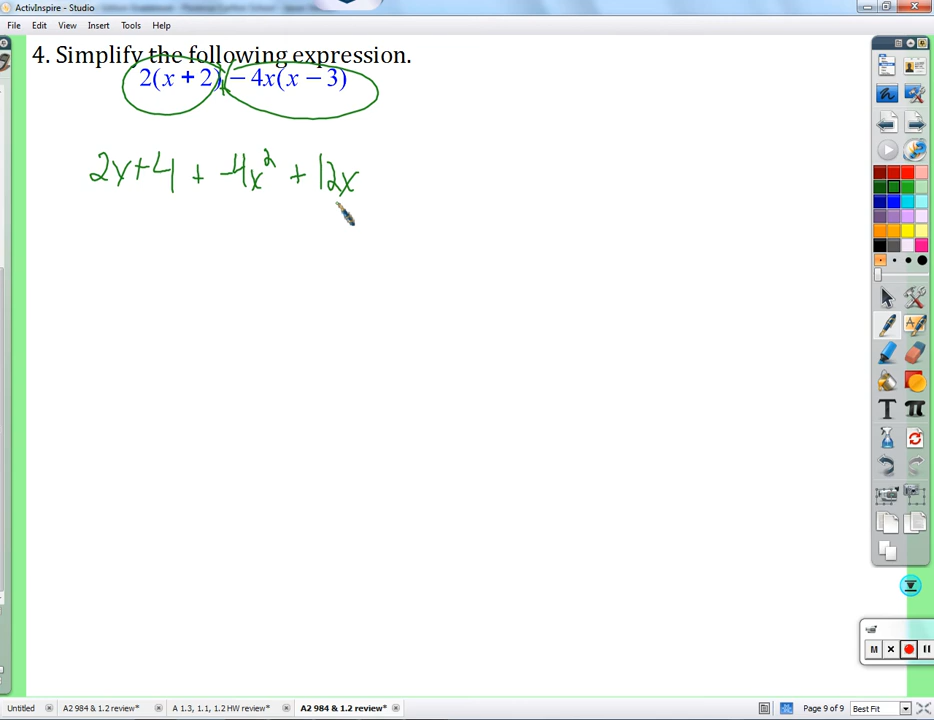 ActivInspire - Studio
File Edit View Insert Tools Help
4. Simplify the following expression.
2(x + 2) − 4x(x − 3)
2x+4 + -4x² + 12x
M
Untitled A2 984 & 1.2 review* A 1.3, 1.1, 1.2 HW review* A2 984 & 1.2 review* Page 9 of 9 Best Fit